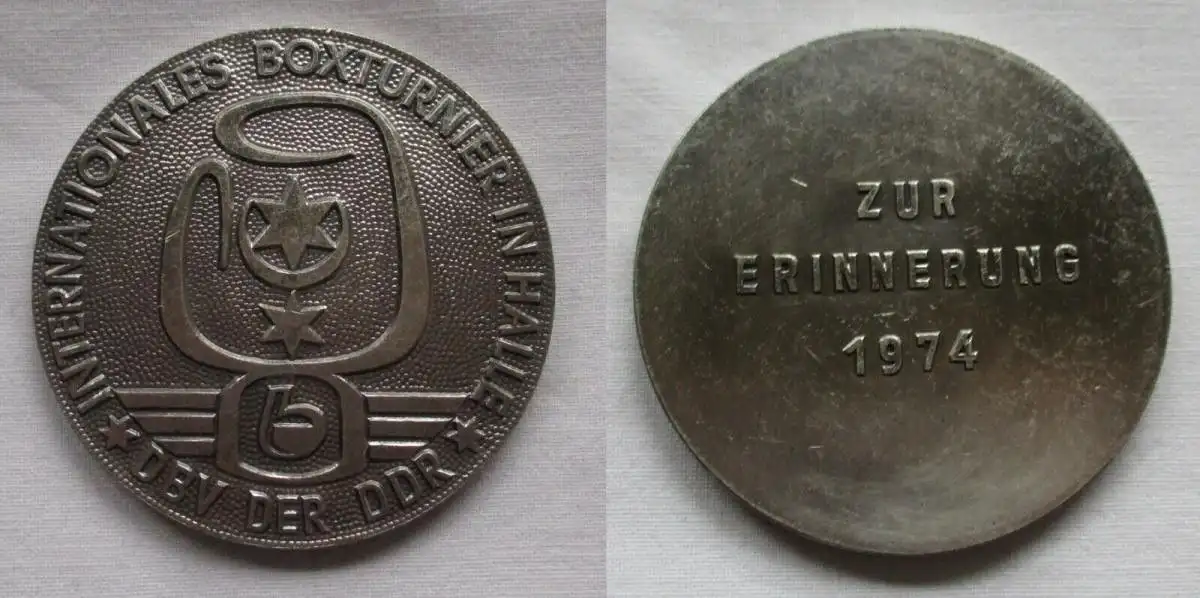 INTERNATIONALES BOXTURNIER IN HALLE
b
DBV DER DDR
ZUR
ERINNERUNG
1974